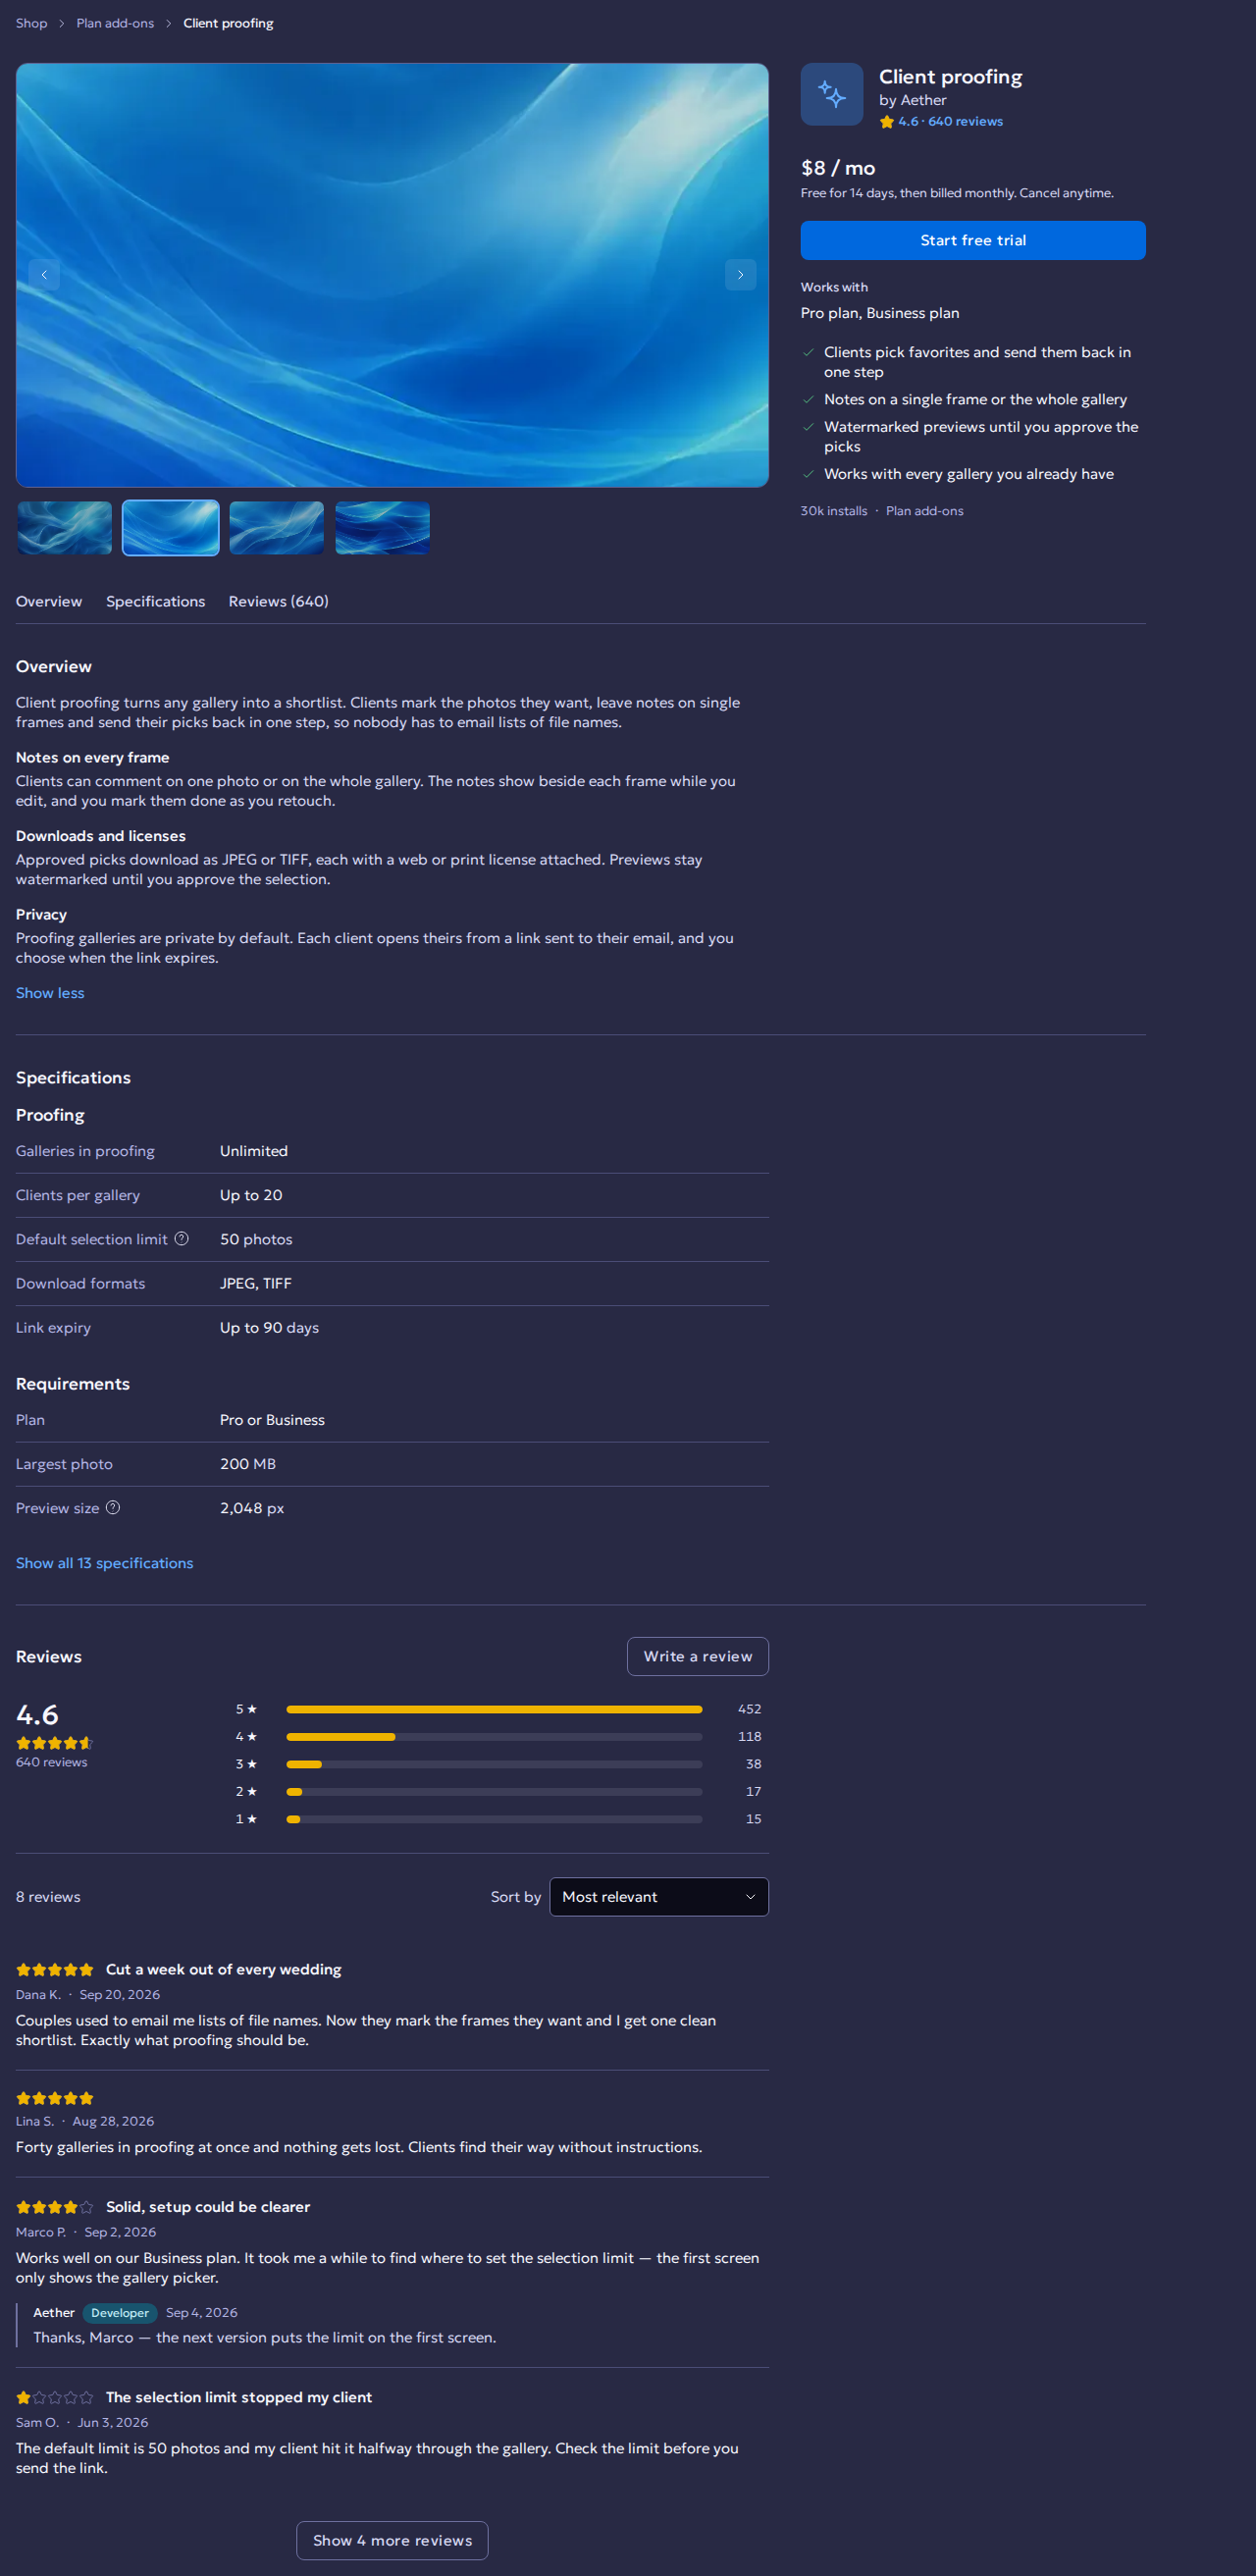 Shop
Plan add-ons
Client proofing
Client proofing
by Aether
4.6 · 640 reviews
$8 / mo
Free for 14 days, then billed monthly. Cancel anytime.
Start free trial
Works with
Pro plan, Business plan
Clients pick favorites and send them back in
one step
Notes on a single frame or the whole gallery
Watermarked previews until you approve the
picks
Works with every gallery you already have
30k installs · Plan add-ons
Overview
Specifications
Reviews (640)
Overview
Client proofing turns any gallery into a shortlist. Clients mark the photos they want, leave notes on single
frames and send their picks back in one step, so nobody has to email lists of file names.
Notes on every frame
Clients can comment on one photo or on the whole gallery. The notes show beside each frame while you
edit, and you mark them done as you retouch.
Downloads and licenses
Approved picks download as JPEG or TIFF, each with a web or print license attached. Previews stay
watermarked until you approve the selection.
Privacy
Proofing galleries are private by default. Each client opens theirs from a link sent to their email, and you
choose when the link expires.
Show less
Specifications
Proofing
Galleries in proofing Unlimited
Clients per gallery Up to 20
Default selection limit 50 photos
Download formats JPEG, TIFF
Link expiry Up to 90 days
Requirements
Plan Pro or Business
Largest photo 200 MB
Preview size 2,048 px
Show all 13 specifications
Reviews
Write a review
4.6
640 reviews
5 ★ 452
4 ★ 118
3 ★ 38
2 ★ 17
1 ★ 15
8 reviews
Sort by Most relevant
Cut a week out of every wedding
Dana K. · Sep 20, 2026
Couples used to email me lists of file names. Now they mark the frames they want and I get one clean
shortlist. Exactly what proofing should be.
Lina S. · Aug 28, 2026
Forty galleries in proofing at once and nothing gets lost. Clients find their way without instructions.
Solid, setup could be clearer
Marco P. · Sep 2, 2026
Works well on our Business plan. It took me a while to find where to set the selection limit — the first screen
only shows the gallery picker.
Aether Developer Sep 4, 2026
Thanks, Marco — the next version puts the limit on the first screen.
The selection limit stopped my client
Sam O. · Jun 3, 2026
The default limit is 50 photos and my client hit it halfway through the gallery. Check the limit before you
send the link.
Show 4 more reviews